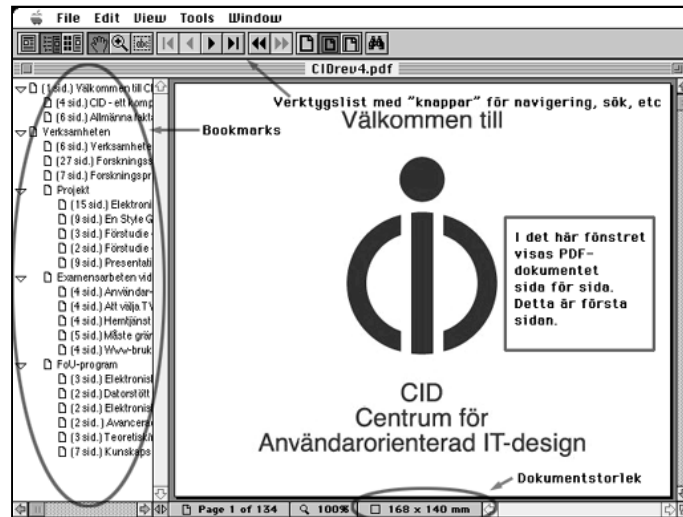 File Edit View Tools Window
CIDrev4.pdf
(1 sid.) Välkommen till CI
(4 sid.) CID - ett komp
(6 sid.) Allmänna fakta
Verksamheten
(6 sid.) Verksamhete
(27 sid.) Forskningss
(7 sid.) Forskningspr
Projekt
(15 sid.) Elektroni
(9 sid.) En Style G
(3 sid.) Förstudie -
(2 sid.) Förstudie -
(9 sid.) Presentati
Examensarbeten vid
(4 sid.) Användar-
(4 sid.) Att välja TV
(4 sid.) Hemtjänst
(5 sid.) Måste grän
(4 sid.) Www-bruk
FoU-program
(3 sid.) Elektronisk
(2 sid.) Datorstött
(2 sid.) Elektronisk
(2 sid.) Avancerad
(3 sid.) Teoretiska
(7 sid.) Kunskaps
Bookmarks
Verktygslist med "knappar" för navigering, sök, etc
Välkommen till
I det här fönstret
visas PDF-
dokumentet
sida för sida.
Detta är första
sidan.
CID
Centrum för
Användarorienterad IT-design
Dokumentstorlek
Page 1 of 134 100% 168 x 140 mm